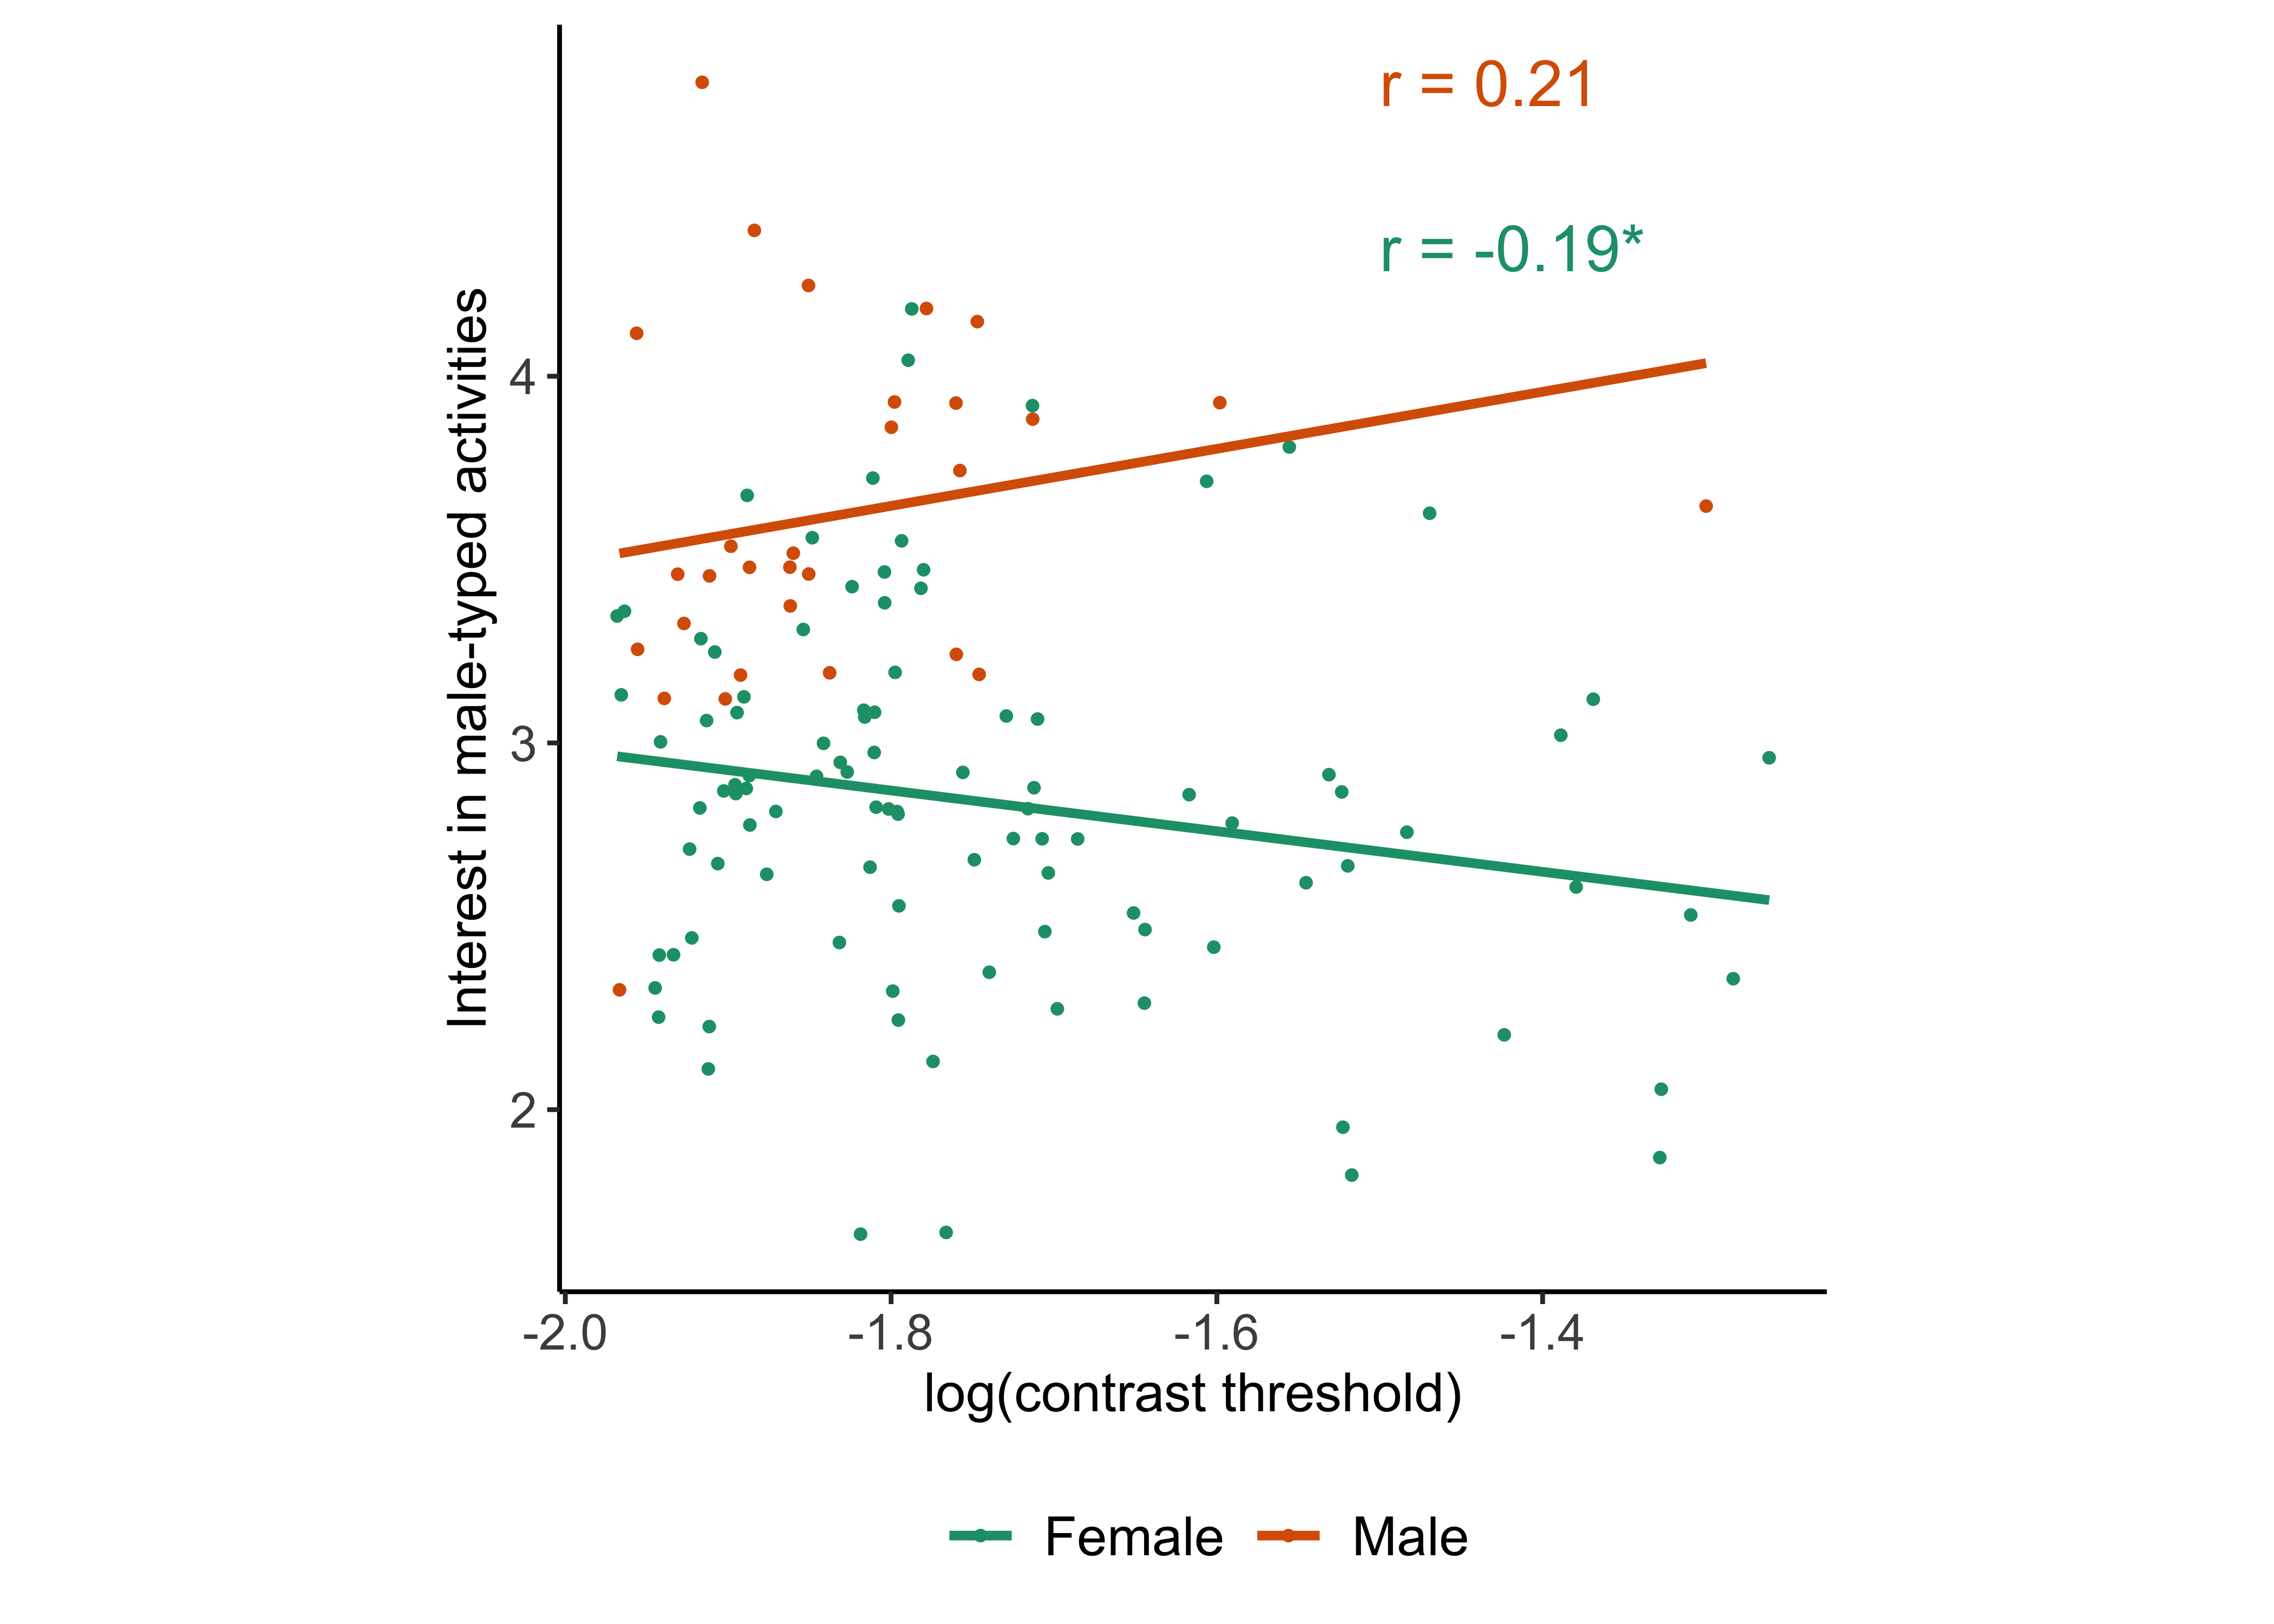 r = 0.21
r = -0.19*
Interest in male-typed activities
4
3
2
-2.0 -1.8 -1.6 -1.4
log(contrast threshold)
Female Male